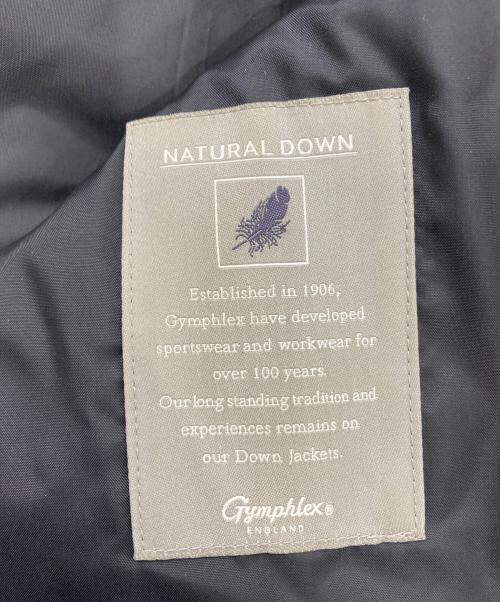 NATURAL DOWN
Established in 1906,
Gymphlex have developed
sportswear and workwear for
over 100 years.
Our long standing tradition and
experiences remains on
our Down Jackets.
Gymphlex®
ENGLAND